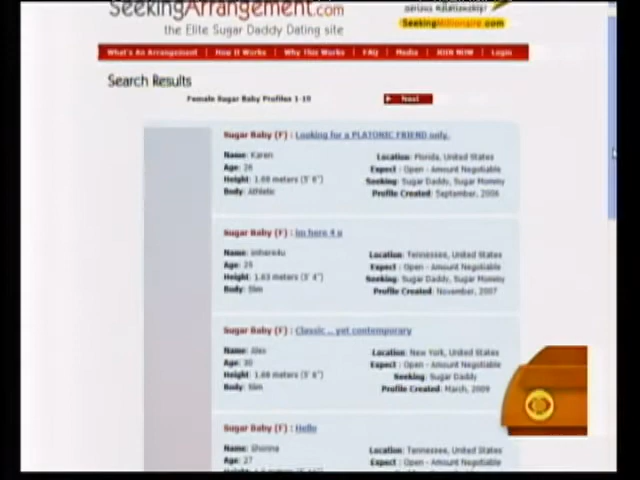 SeekingArrangement.com
the Elite Sugar Daddy Dating site
SeekingMillionaire.com
What's An Arrangement | How It Works | Why This Works | FAQ | Media | JOIN NOW | Login
Search Results
Female Sugar Baby Profiles 1-10
Next
Sugar Baby (F) : Looking for a PLATONIC FRIEND only.
Name: Karen
Location: Florida, United States
Age: 26
Expect : Open - Amount Negotiable
Height: 1.68 meters (5' 6")
Seeking: Sugar Daddy, Sugar Mommy
Body: Athletic
Profile Created: September, 2006
Sugar Baby (F) : Im here 4 u
Name: imhere4u
Location: Tennessee, United States
Age: 25
Expect : Open - Amount Negotiable
Height: 1.63 meters (5' 4")
Seeking: Sugar Daddy, Sugar Mommy
Body: Slim
Profile Created: November, 2007
Sugar Baby (F) : Classic ... yet contemporary
Name: Alex
Location: New York, United States
Age: 30
Expect : Open - Amount Negotiable
Height: 1.68 meters (5' 6")
Seeking: Sugar Daddy
Body: Slim
Profile Created: March, 2009
Sugar Baby (F) : Hello
Name: Shonna
Location: Tennessee, United States
Age: 27
Expect : Open - Amount Negotiable